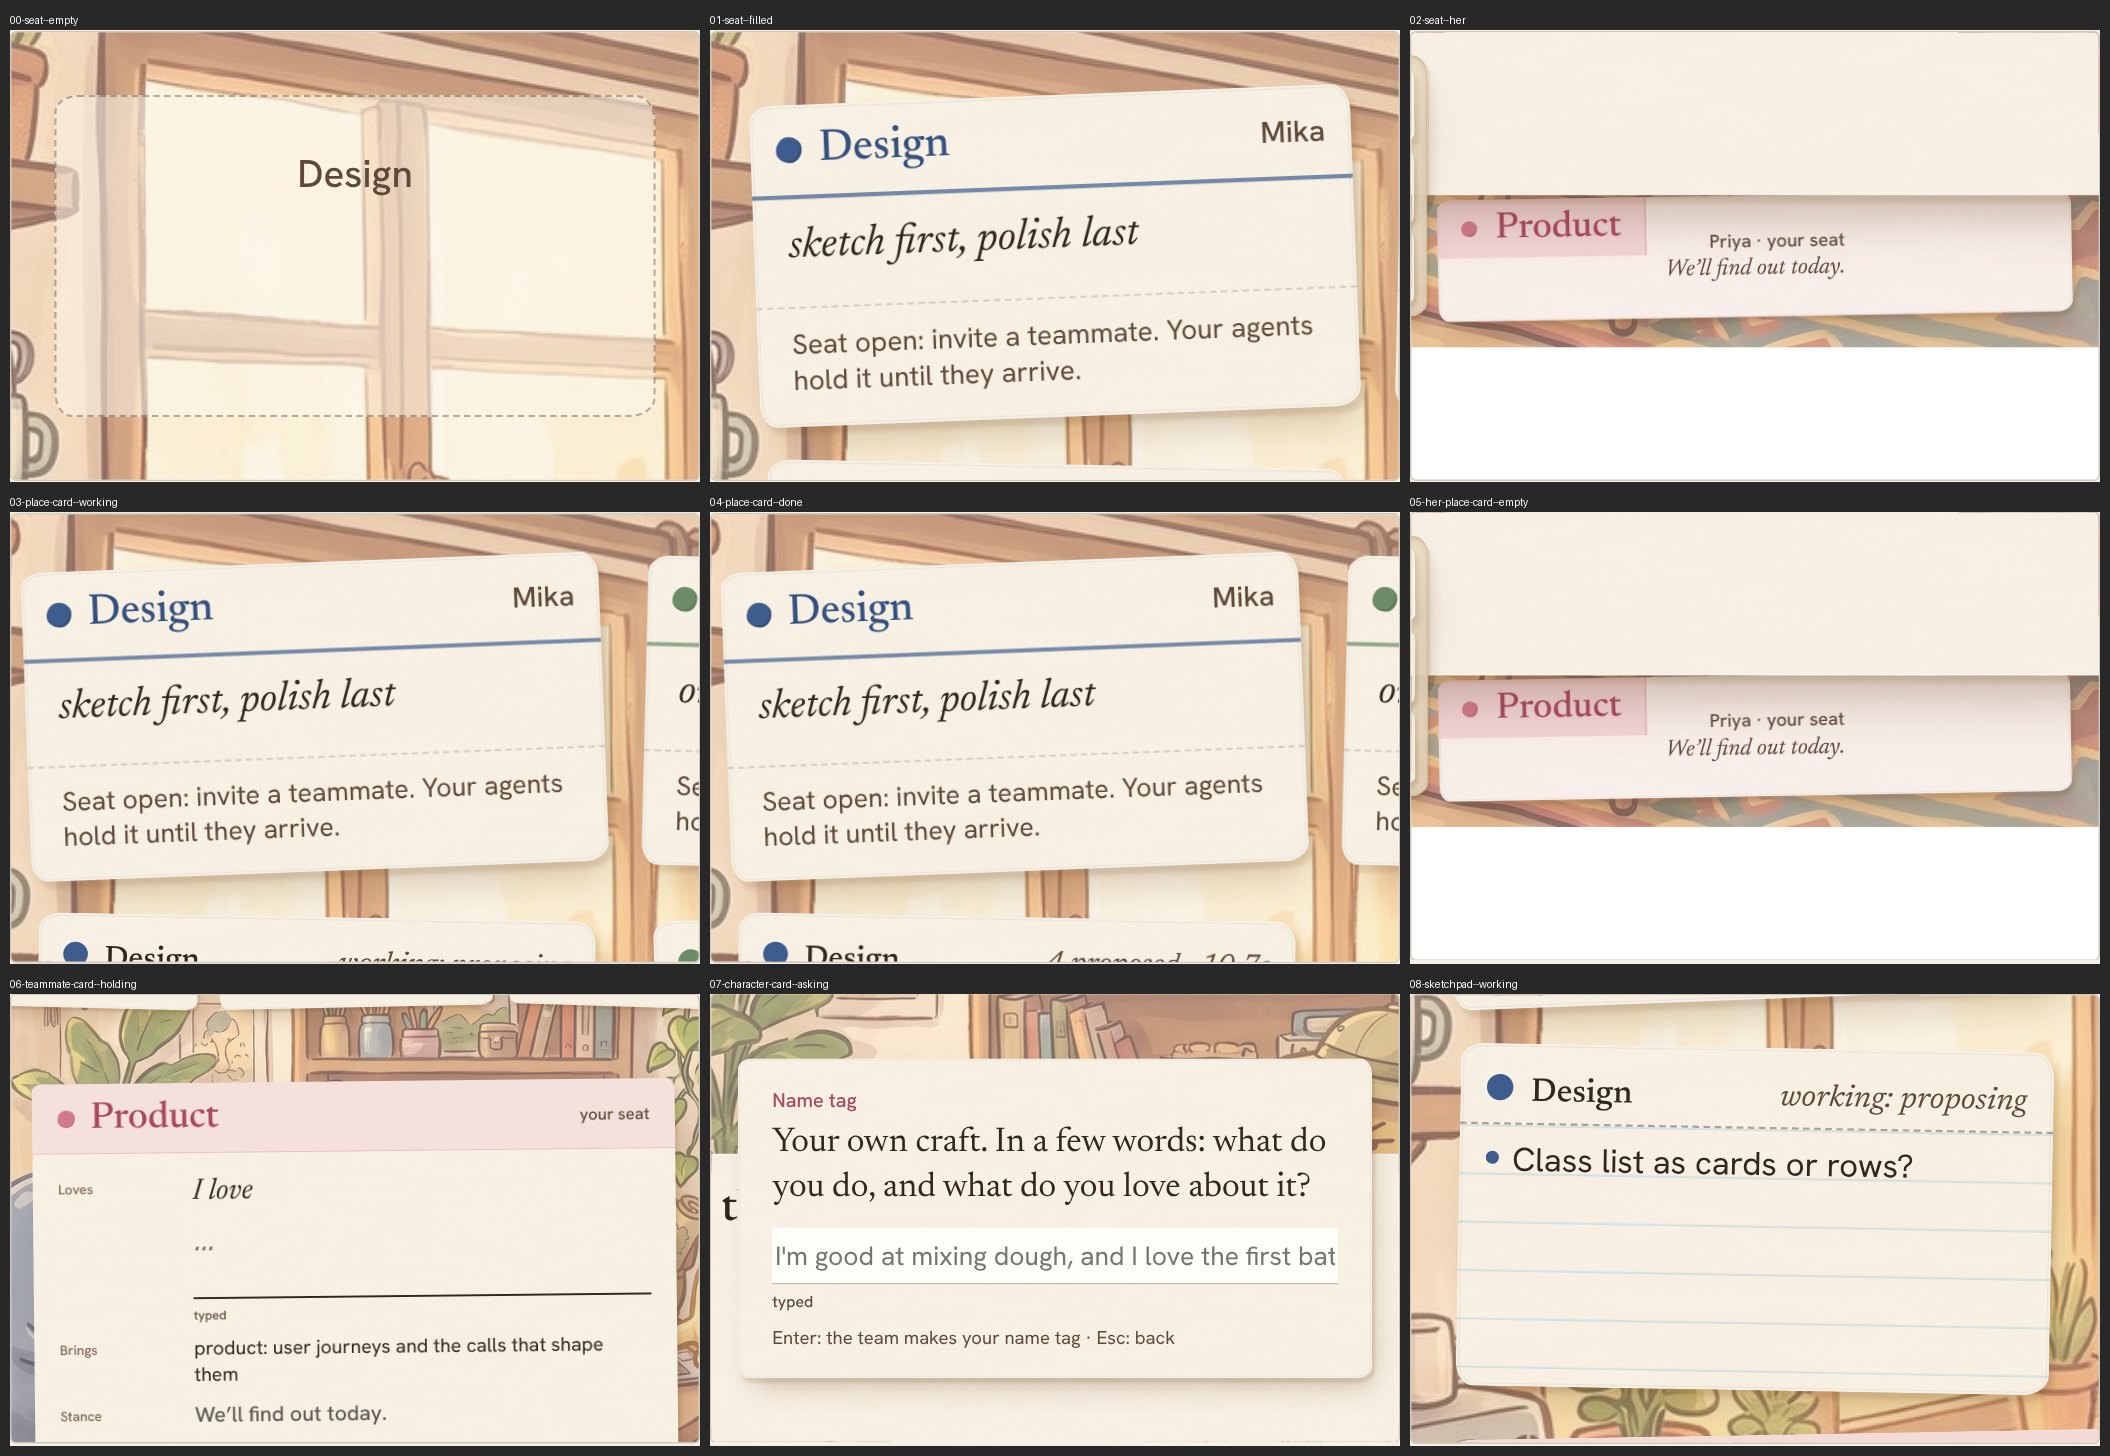 00-seat--empty
Design
01-seat--filled
Design
Mika
sketch first, polish last
Seat open: invite a teammate. Your agents
hold it until they arrive.
02-seat--her
Product
Priya · your seat
We'll find out today.
03-place-card--working
Design
Mika
sketch first, polish last
Seat open: invite a teammate. Your agents
hold it until they arrive.
Design
working: proposing
04-place-card--done
Design
Mika
sketch first, polish last
Seat open: invite a teammate. Your agents
hold it until they arrive.
Design
4 proposed
05-her-place-card--empty
Product
Priya · your seat
We'll find out today.
06-teammate-card--holding
Product
your seat
Loves
I love
...
typed
Brings
product: user journeys and the calls that shape
them
Stance
We'll find out today.
07-character-card--asking
Name tag
Your own craft. In a few words: what do
you do, and what do you love about it?
I'm good at mixing dough, and I love the first bat
typed
Enter: the team makes your name tag · Esc: back
08-sketchpad--working
Design
working: proposing
Class list as cards or rows?